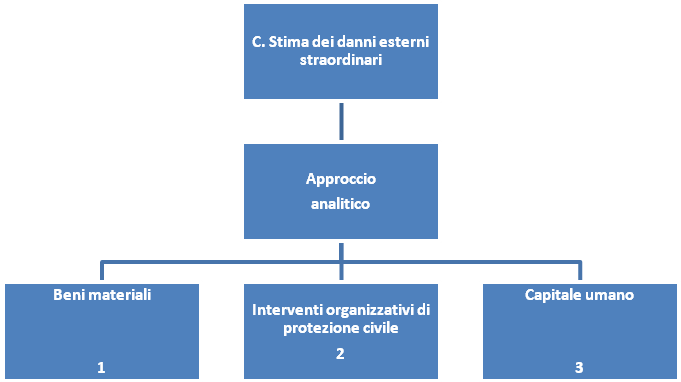 C. Stima dei danni esterni
straordinari
Approccio
analitico
Beni materiali
1
Interventi organizzativi di
protezione civile
2
Capitale umano
3